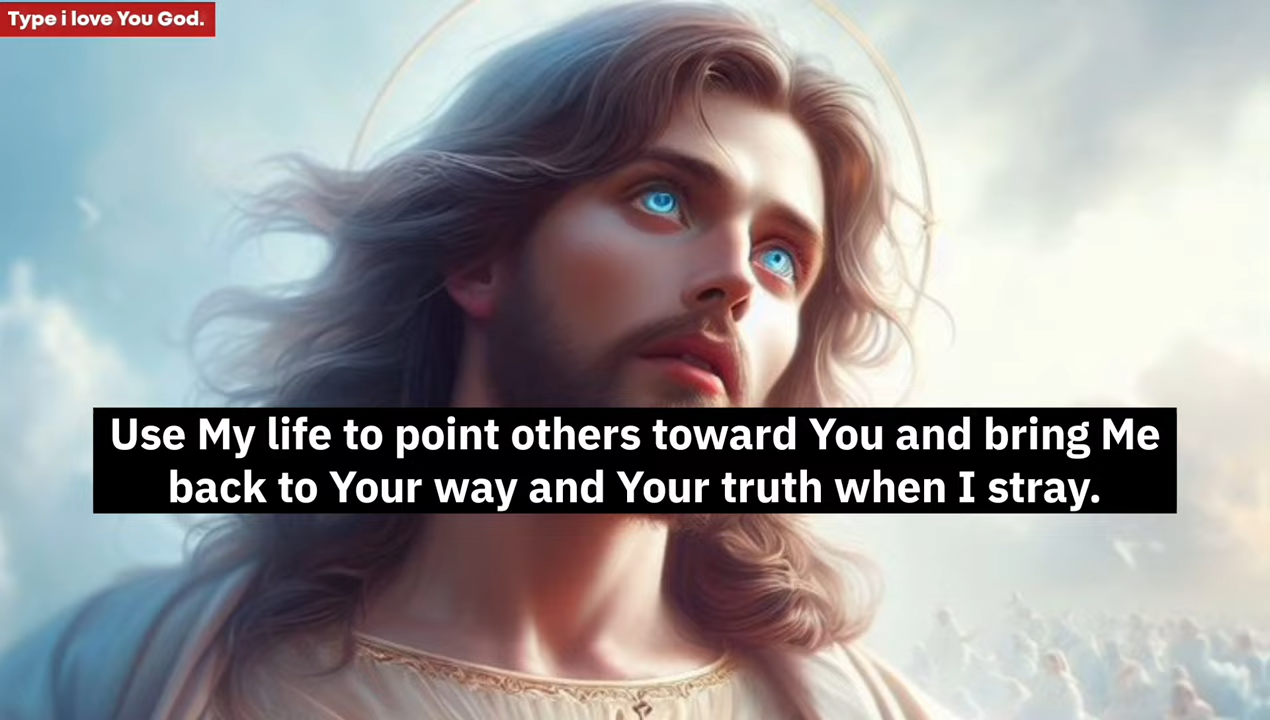 Type i love You God.
Use My life to point others toward You and bring Me
back to Your way and Your truth when I stray.